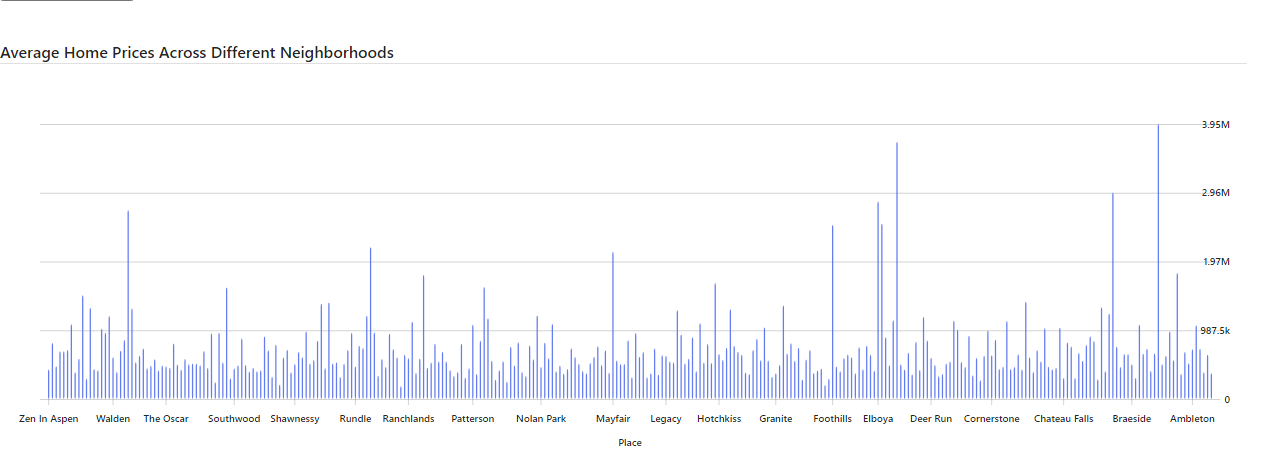 Average Home Prices Across Different Neighborhoods
3.95M
2.96M
1.97M
987.5k
0
Zen In Aspen Walden The Oscar Southwood Shawnessy Rundle Ranchlands Patterson Nolan Park Mayfair Legacy Hotchkiss Granite Foothills Elboya Deer Run Cornerstone Chateau Falls Braeside Ambleton
Place